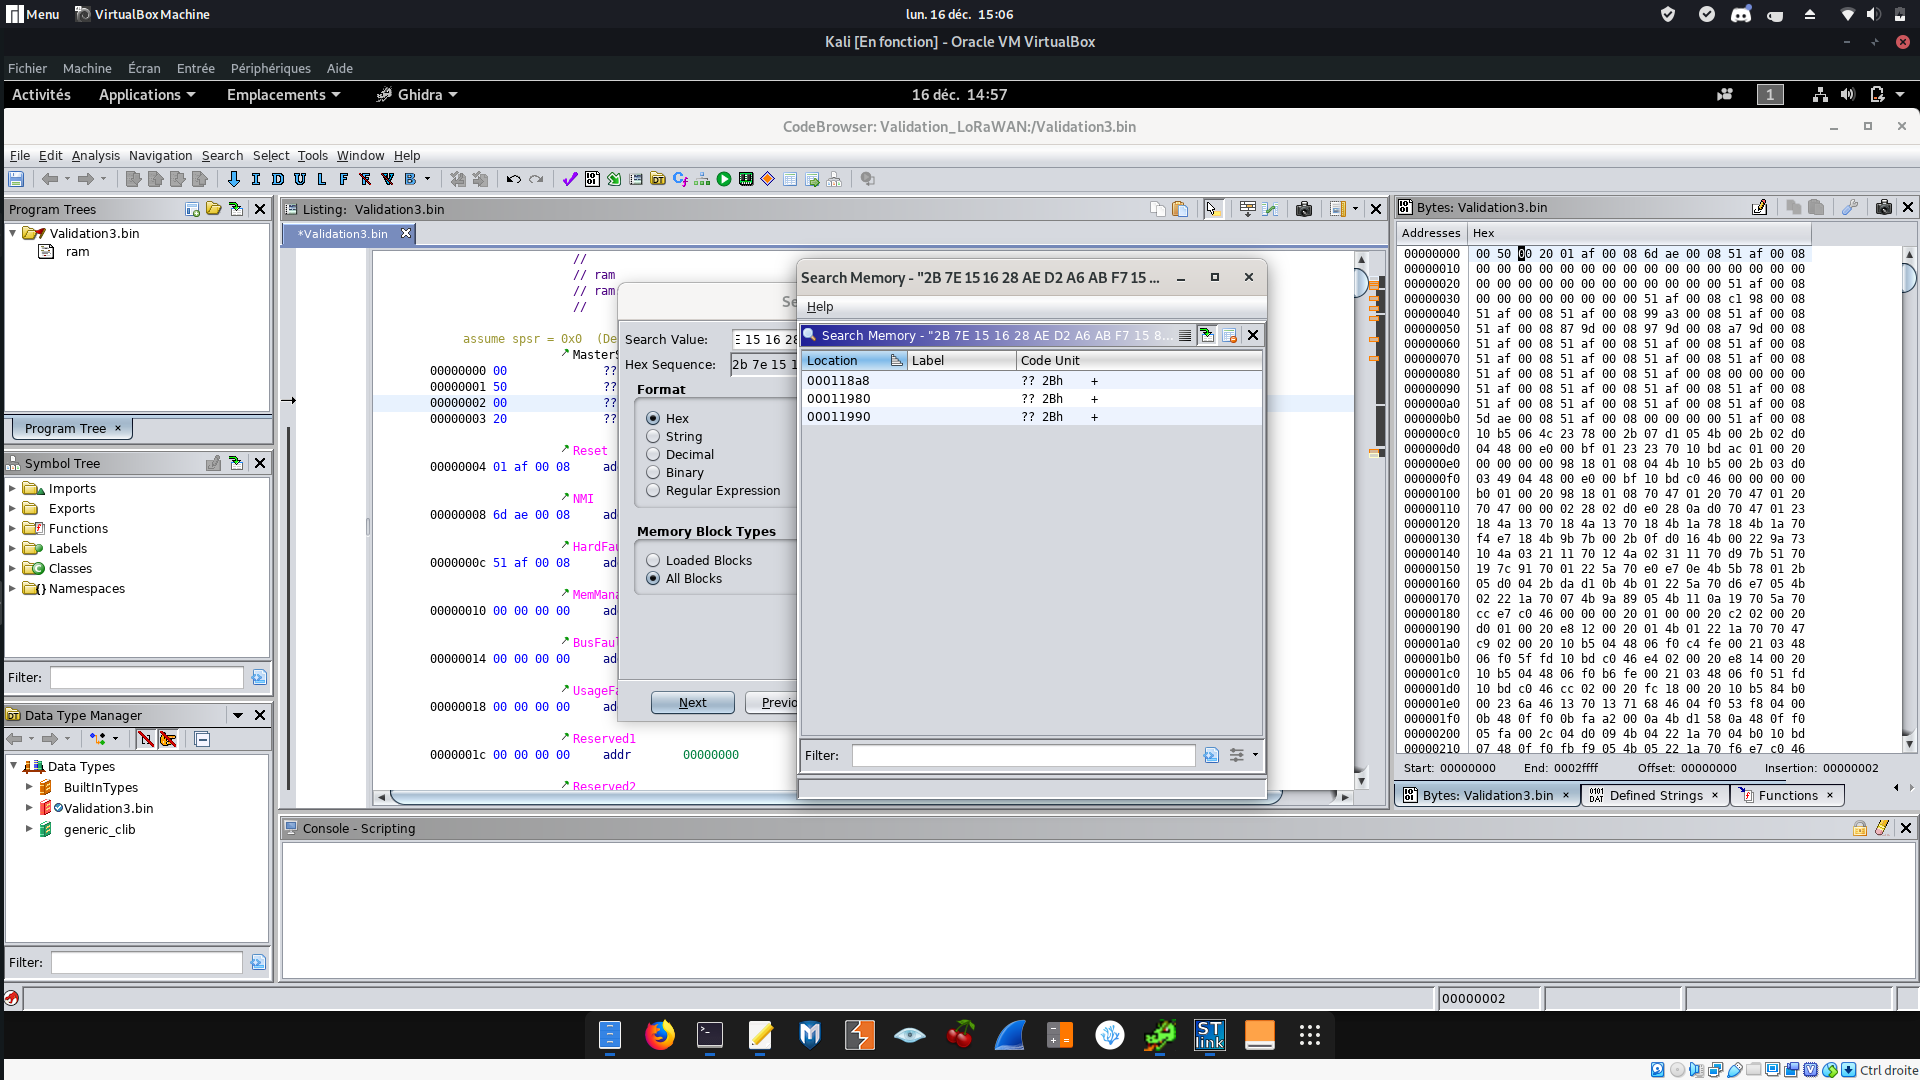 Menu VirtualBox Machine lun. 16 déc. 15:06
Kali [En fonction] - Oracle VM VirtualBox
Fichier Machine Écran Entrée Périphériques Aide
Activités Applications Emplacements Ghidra 16 déc. 14:57 1
CodeBrowser: Validation_LoRaWAN:/Validation3.bin
File Edit Analysis Navigation Search Select Tools Window Help
I D U L F B
Program Trees
Validation3.bin
ram
Program Tree ×
Symbol Tree
Imports
Exports
Functions
Labels
Classes
Namespaces
Filter:
Data Type Manager
Data Types
BuiltInTypes
Validation3.bin
generic_clib
Filter:
Listing: Validation3.bin
*Validation3.bin
//
// ram
// ram
//
assume spsr = 0x0 (De
MasterS
00000000 00 ??
00000001 50 ??
00000002 00 ??
00000003 20 ??
Reset
00000004 01 af 00 08 ad
NMI
00000008 6d ae 00 08 ad
HardFau
0000000c 51 af 00 08 ad
MemMana
00000010 00 00 00 00 ad
BusFaul
00000014 00 00 00 00 ad
UsageFa
00000018 00 00 00 00 ad
Reserved1
0000001c 00 00 00 00 addr 00000000
Reserved2
Se
Search Value: E 15 16 28
Hex Sequence: 2b 7e 15 1
Format
Hex
String
Decimal
Binary
Regular Expression
Memory Block Types
Loaded Blocks
All Blocks
Next Previo
Search Memory - "2B 7E 15 16 28 AE D2 A6 AB F7 15 ...
Help
Search Memory - "2B 7E 15 16 28 AE D2 A6 AB F7 15 8...
Location Label Code Unit
000118a8 ?? 2Bh +
00011980 ?? 2Bh +
00011990 ?? 2Bh +
Filter:
Bytes: Validation3.bin
Addresses Hex
00000000 00 50 00 20 01 af 00 08 6d ae 00 08 51 af 00 08
00000010 00 00 00 00 00 00 00 00 00 00 00 00 00 00 00 00
00000020 00 00 00 00 00 00 00 00 00 00 00 00 51 af 00 08
00000030 00 00 00 00 00 00 00 00 51 af 00 08 c1 98 00 08
00000040 51 af 00 08 51 af 00 08 99 a3 00 08 51 af 00 08
00000050 51 af 00 08 87 9d 00 08 97 9d 00 08 a7 9d 00 08
00000060 51 af 00 08 51 af 00 08 51 af 00 08 51 af 00 08
00000070 51 af 00 08 51 af 00 08 51 af 00 08 51 af 00 08
00000080 51 af 00 08 00 00 00 00 51 af 00 08 51 af 00 08
00000090 51 af 00 08 51 af 00 08 51 af 00 08 51 af 00 08
000000a0 51 af 00 08 51 af 00 08 51 af 00 08 51 af 00 08
000000b0 5d ae 00 08 51 af 00 08 00 00 00 00 51 af 00 08
000000c0 10 b5 06 4c 23 78 00 2b 07 d1 05 4b 00 2b 02 d0
000000d0 04 48 00 e0 00 bf 01 23 23 70 10 bd ac 01 00 20
000000e0 00 00 00 00 98 18 01 08 04 4b 10 b5 00 2b 03 d0
000000f0 03 49 04 48 00 e0 00 bf 10 bd c0 46 00 00 00 00
00000100 b0 01 00 20 98 18 01 08 70 47 01 20 70 47 01 20
00000110 70 47 00 00 02 28 02 d0 e0 28 0a d0 70 47 01 23
00000120 18 4a 13 70 18 4a 13 70 18 4b 1a 78 18 4b 1a 70
00000130 f4 e7 18 4b 9b 7b 00 2b 0f d0 16 4b 00 22 9a 73
00000140 10 4a 03 21 11 70 12 4a 02 31 11 70 d9 7b 51 70
00000150 19 7c 91 70 01 22 5a 70 e0 e7 0e 4b 5b 78 01 2b
00000160 05 d0 04 2b da d1 0b 4b 01 22 5a 70 d6 e7 05 4b
00000170 02 22 1a 70 07 4b 9a 89 05 4b 11 0a 19 70 5a 70
00000180 cc e7 c0 46 00 00 00 20 01 00 00 20 c2 02 00 20
00000190 d0 01 00 20 e8 12 00 20 01 4b 01 22 1a 70 70 47
000001a0 c9 02 00 20 10 b5 04 48 06 f0 c4 fe 00 21 03 48
000001b0 06 f0 5f fd 10 bd c0 46 e4 02 00 20 e8 14 00 20
000001c0 10 b5 04 48 06 f0 b6 fe 00 21 03 48 06 f0 51 fd
000001d0 10 bd c0 46 cc 02 00 20 fc 18 00 20 10 b5 84 b0
000001e0 00 23 6a 46 13 70 13 71 68 46 04 f0 53 f8 04 00
000001f0 0b 48 0f f0 0b fa a2 00 0a 4b d1 58 0a 48 0f f0
00000200 05 fa 00 2c 04 d0 09 4b 04 22 1a 70 04 b0 10 bd
00000210 07 48 0f f0 fb f9 05 4b 05 22 1a 70 f6 e7 c0 46
Start: 00000000 End: 0002ffff Offset: 00000000 Insertion: 00000002
Bytes: Validation3.bin × Defined Strings × Functions ×
Console - Scripting
00000002
ST link
Ctrl droite